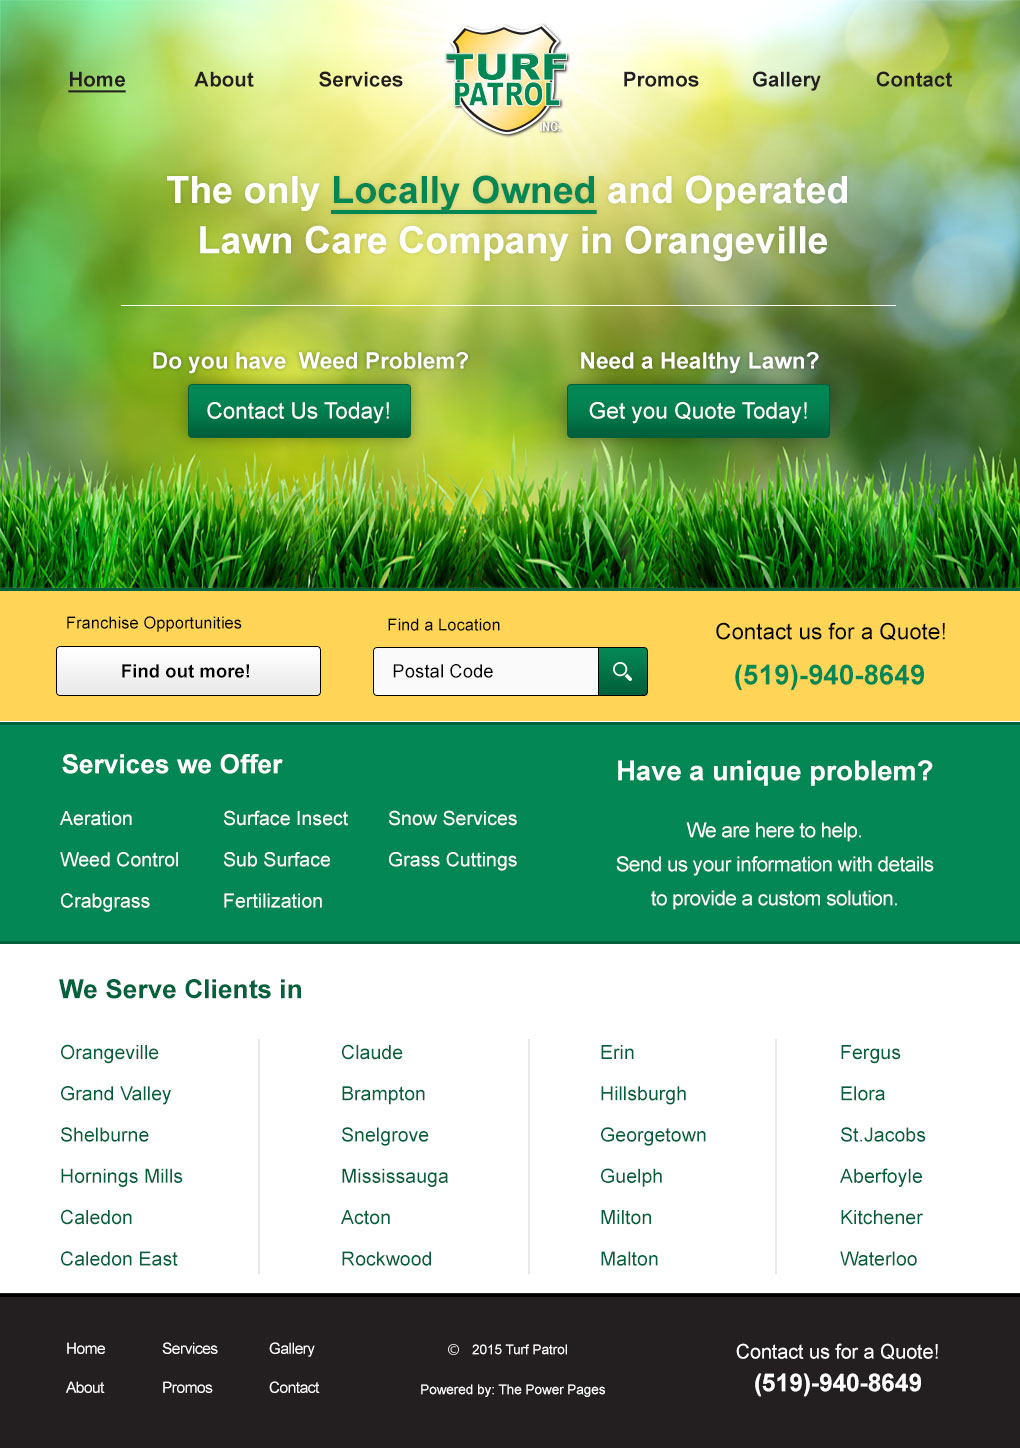 Home
About
Services
TURF
PATROL
INC.
Promos
Gallery
Contact
The only Locally Owned and Operated
Lawn Care Company in Orangeville
Do you have Weed Problem?
Contact Us Today!
Need a Healthy Lawn?
Get you Quote Today!
Franchise Opportunities
Find out more!
Find a Location
Postal Code
Contact us for a Quote!
(519)-940-8649
Services we Offer
Aeration
Weed Control
Crabgrass
Surface Insect
Sub Surface
Fertilization
Snow Services
Grass Cuttings
Have a unique problem?
We are here to help.
Send us your information with details
to provide a custom solution.
We Serve Clients in
Orangeville
Grand Valley
Shelburne
Hornings Mills
Caledon
Caledon East
Claude
Brampton
Snelgrove
Mississauga
Acton
Rockwood
Erin
Hillsburgh
Georgetown
Guelph
Milton
Malton
Fergus
Elora
St.Jacobs
Aberfoyle
Kitchener
Waterloo
Home
About
Services
Promos
Gallery
Contact
© 2015 Turf Patrol
Powered by: The Power Pages
Contact us for a Quote!
(519)-940-8649